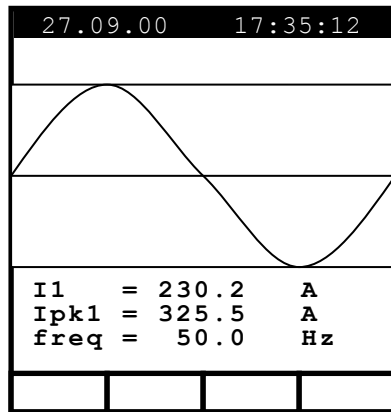 27.09.00 17:35:12
I1 = 230.2 A
Ipk1 = 325.5 A
freq = 50.0 Hz